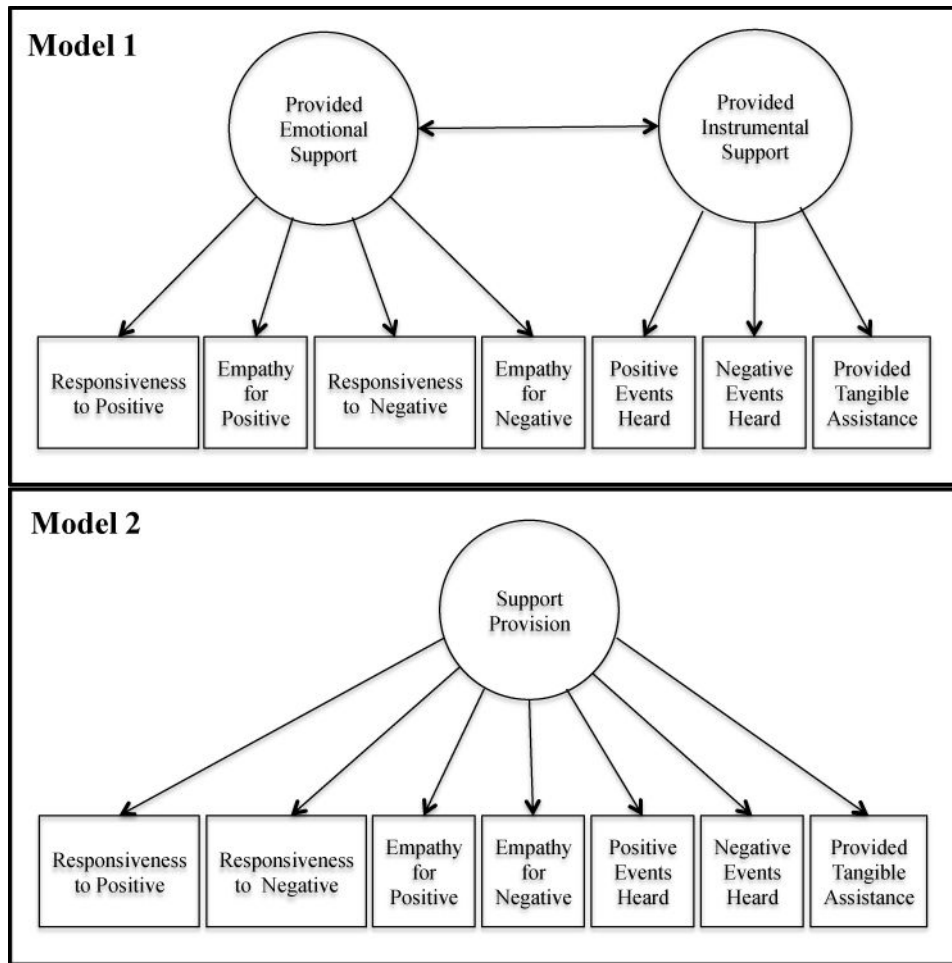 Model 1
Provided
Emotional
Support
Provided
Instrumental
Support
Responsiveness
to Positive
Empathy
for
Positive
Responsiveness
to Negative
Empathy
for
Negative
Positive
Events
Heard
Negative
Events
Heard
Provided
Tangible
Assistance
Model 2
Support
Provision
Responsiveness
to Positive
Responsiveness
to Negative
Empathy
for
Positive
Empathy
for
Negative
Positive
Events
Heard
Negative
Events
Heard
Provided
Tangible
Assistance